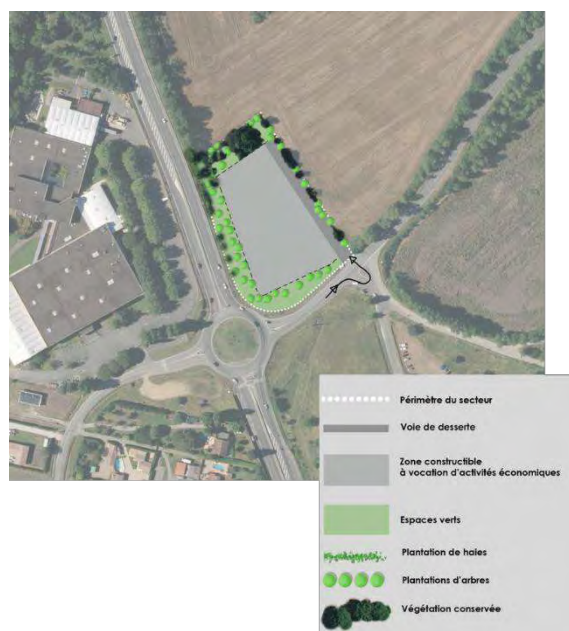 Périmètre du secteur
Voie de desserte
Zone constructible
à vocation d'activités économiques
Espaces verts
Plantation de haies
Plantations d'arbres
Végétation conservée